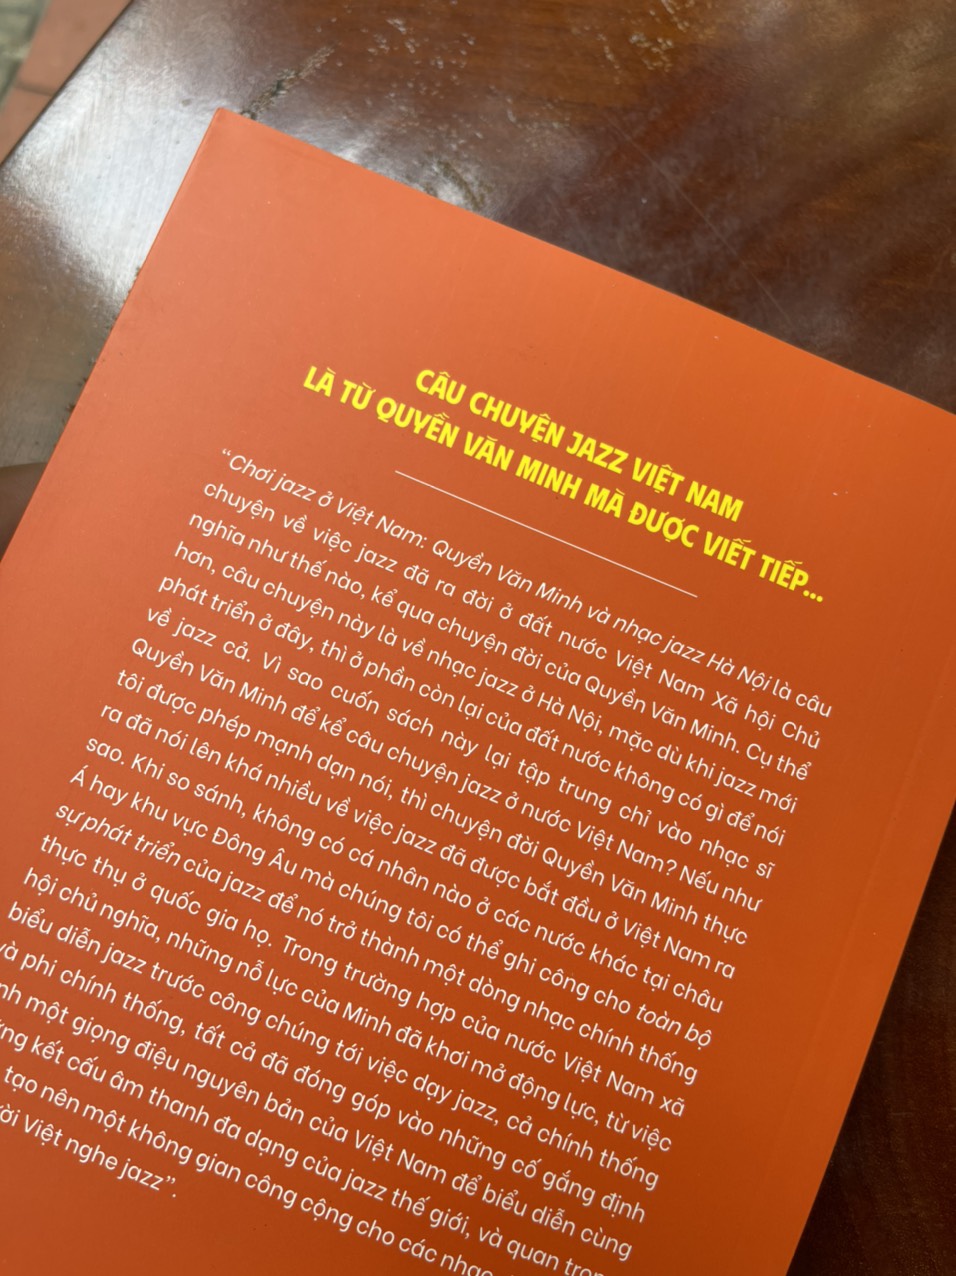 CÂU CHUYỆN JAZZ VIỆT NAM
LÀ TỪ QUYỀN VĂN MINH MÀ ĐƯỢC VIẾT TIẾP...
“Chơi jazz ở Việt Nam: Quyền Văn Minh và nhạc jazz Hà Nội là câu
chuyện về việc jazz đã ra đời ở đất nước Việt Nam Xã hội Chủ
nghĩa như thế nào, kể qua chuyện đời của Quyền Văn Minh. Cụ thể
hơn, câu chuyện này là về nhạc jazz ở Hà Nội, mặc dù khi jazz mới
phát triển ở đây, thì ở phần còn lại của đất nước không có gì để nói
về jazz cả. Vì sao cuốn sách này lại tập trung chỉ vào nhạc sĩ
Quyền Văn Minh để kể câu chuyện jazz ở nước Việt Nam? Nếu như
tôi được phép mạnh dạn nói, thì chuyện đời Quyền Văn Minh thực
ra đã nói lên khá nhiều về việc jazz đã được bắt đầu ở Việt Nam ra
sao. Khi so sánh, không có cá nhân nào ở các nước khác tại châu
Á hay khu vực Đông Âu mà chúng tôi có thể ghi công cho toàn bộ
sự phát triển của jazz để nó trở thành một dòng nhạc chính thống
thực thụ ở quốc gia họ. Trong trường hợp của nước Việt Nam xã
hội chủ nghĩa, những nỗ lực của Minh đã khơi mở động lực, từ việc
biểu diễn jazz trước công chúng tới việc dạy jazz, cả chính thống
và phi chính thống, tất cả đã đóng góp vào những cố gắng định
một giọng điệu nguyên bản của Việt Nam để biểu diễn cùng
kết cấu âm thanh đa dạng của jazz thế giới, và quan
tạo nên một không gian công cộng cho các
Việt nghe jazz”.